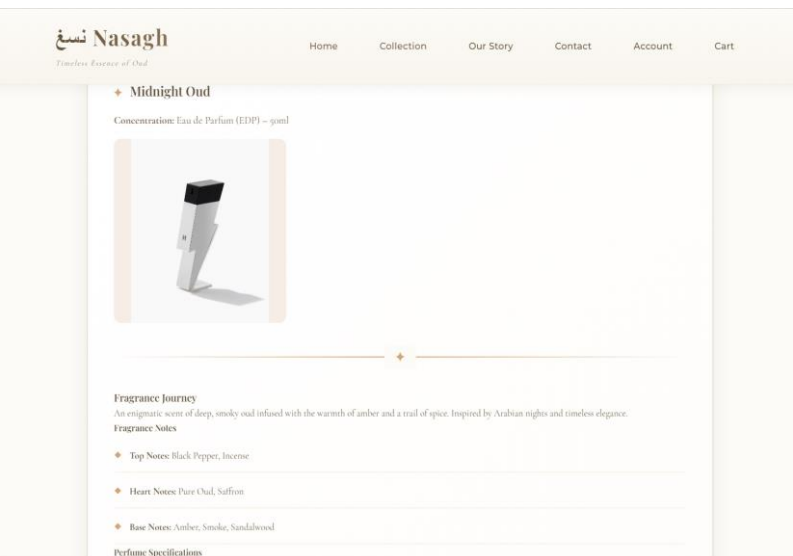 نسغ Nasagh
Timeless Essence of Oud
Home Collection Our Story Contact Account Cart
Midnight Oud
Concentration: Eau de Parfum (EDP) – 50ml
H
Fragrance Journey
An enigmatic scent of deep, smoky oud infused with the warmth of amber and a trail of spice. Inspired by Arabian nights and timeless elegance.
Fragrance Notes
Top Notes: Black Pepper, Incense
Heart Notes: Pure Oud, Saffron
Base Notes: Amber, Smoke, Sandalwood
Perfume Specifications